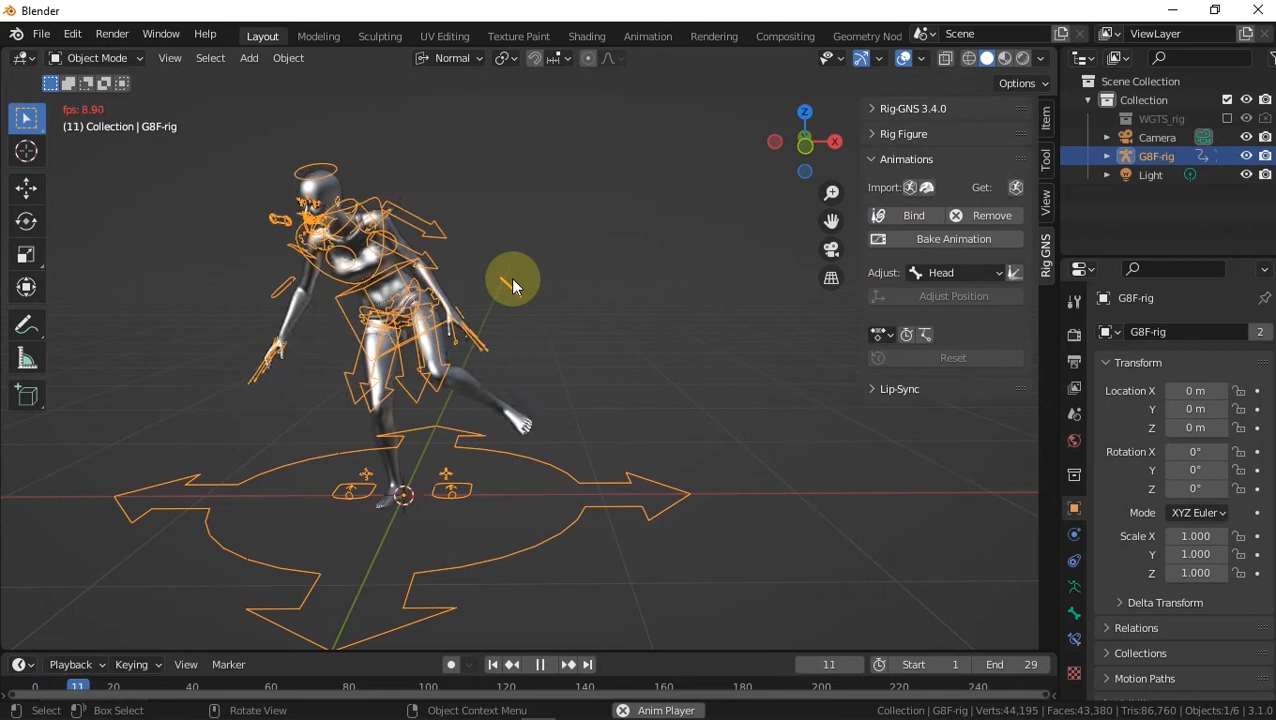 Blender
File Edit Render Window Help Layout Modeling Sculpting UV Editing Texture Paint Shading Animation Rendering Compositing Geometry Nod Scene ViewLayer
Object Mode View Select Add Object Normal
Options
fps: 8.90
(11) Collection | G8F-rig
Z
X
Rig-GNS 3.4.0
Rig Figure
Animations
Import: Get:
Bind Remove
Bake Animation
Adjust: Head
Adjust Position
Reset
Lip-Sync
Item
Tool
View
Rig GNS
Scene Collection
Collection
WGTS_rig
Camera
G8F-rig
Light
G8F-rig
G8F-rig 2
Transform
Location X 0 m
Y 0 m
Z 0 m
Rotation X 0°
Y 0°
Z 0°
Mode XYZ Euler
Scale X 1.000
Y 1.000
Z 1.000
Delta Transform
Relations
Collections
Motion Paths
Playback Keying View Marker 11 Start 1 End 29
0 11 20 80 100 120 140 160 180 200 220 240
Select Box Select Rotate View Object Context Menu Anim Player Collection | G8F-rig | Verts:44,195 | Faces:43,380 | Tris:86,760 | Objects:1/6 | 3.1.0